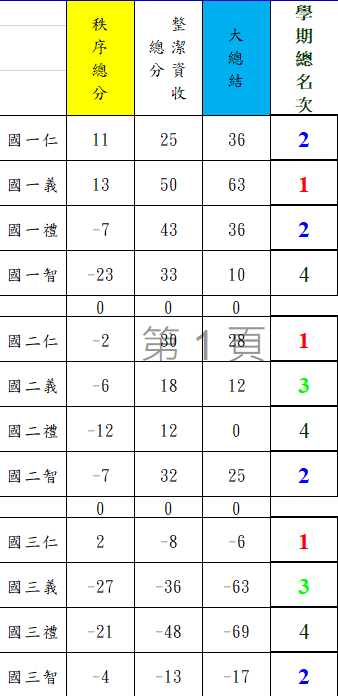 秩序總分 整潔資收總分 大總結 學期總名次
國一仁 11 25 36 2
國一義 13 50 63 1
國一禮 -7 43 36 2
國一智 -23 33 10 4
0 0 0
國二仁 -2 30 28 1
第 1 頁
國二義 -6 18 12 3
國二禮 -12 12 0 4
國二智 -7 32 25 2
0 0 0
國三仁 2 -8 -6 1
國三義 -27 -36 -63 3
國三禮 -21 -48 -69 4
國三智 -4 -13 -17 2